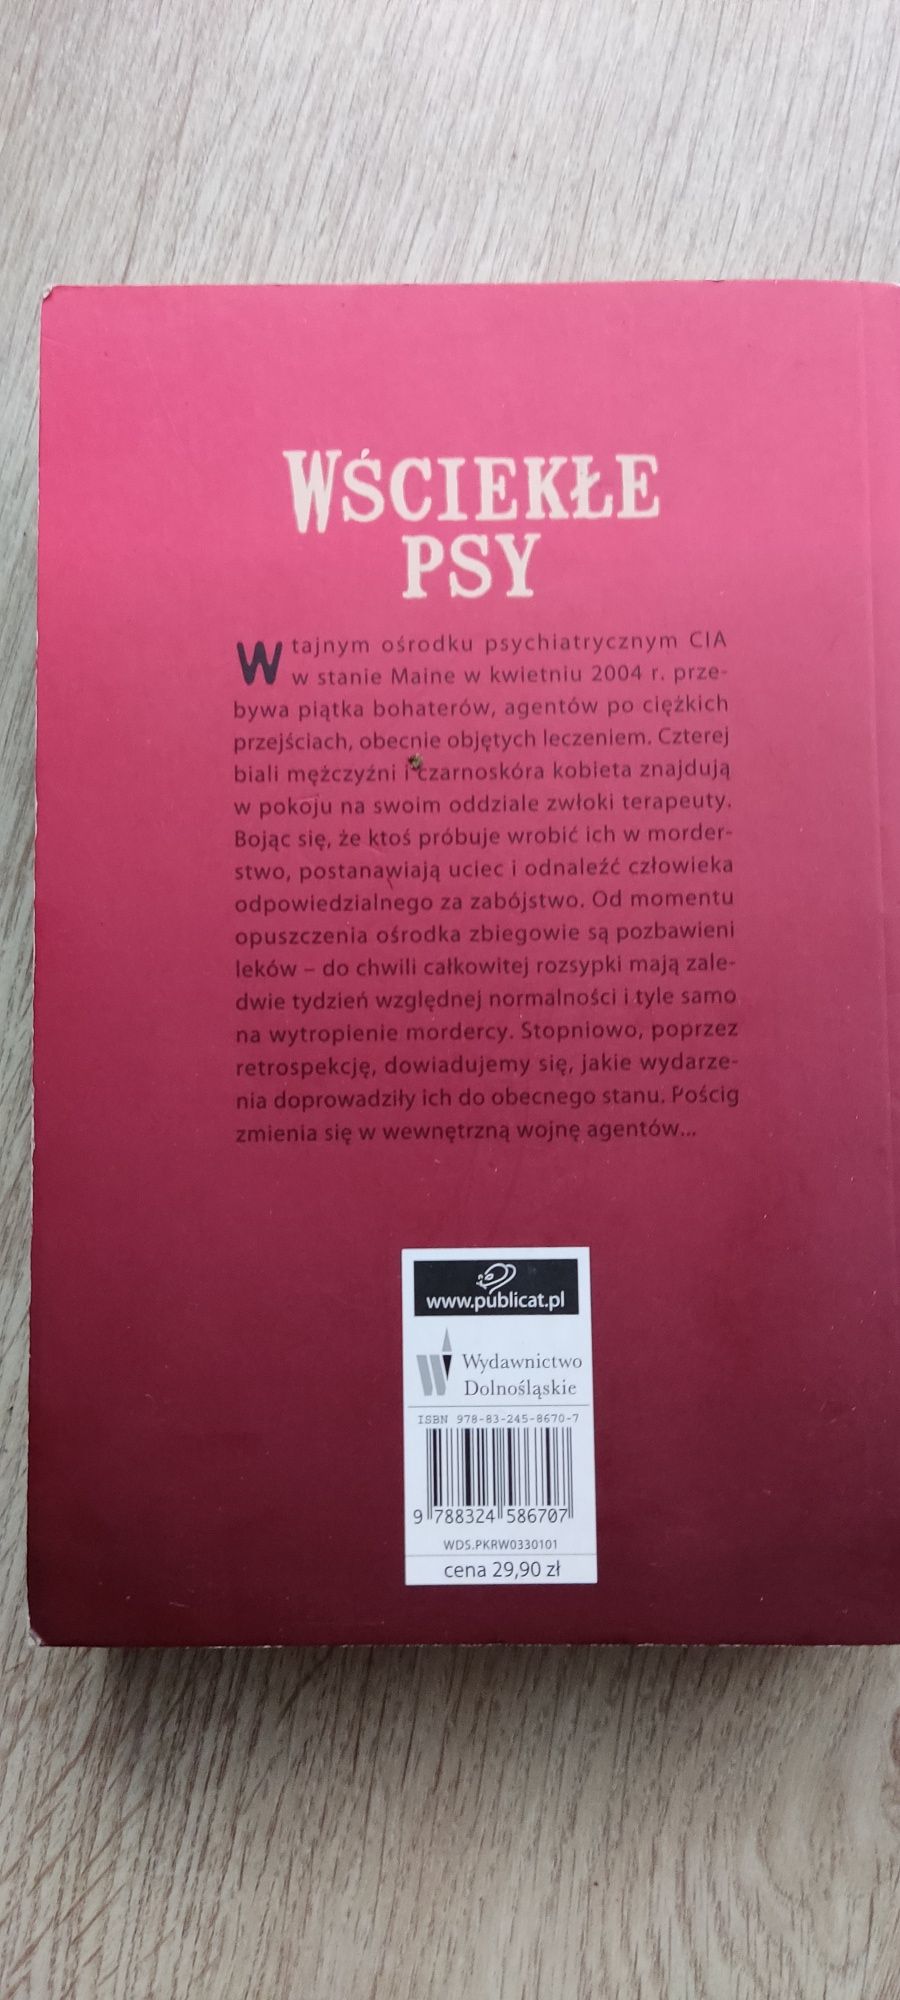 WŚCIEKŁE
PSY
W tajnym ośrodku psychiatrycznym CIA
w stanie Maine w kwietniu 2004 r. prze-
bywa piątka bohaterów, agentów po ciężkich
przejściach, obecnie objętych leczeniem. Czterej
biali mężczyźni i czarnoskóra kobieta znajdują
w pokoju na swoim oddziale zwłoki terapeuty.
Bojąc się, że ktoś próbuje wrobić ich w morder-
stwo, postanawiają uciec i odnaleźć człowieka
odpowiedzialnego za zabójstwo. Od momentu
opuszczenia ośrodka zbiegowie są pozbawieni
leków – do chwili całkowitej rozsypki mają zale-
dwie tydzień względnej normalności i tyle samo
na wytropienie mordercy. Stopniowo, poprzez
retrospekcję, dowiadujemy się, jakie wydarze-
nia doprowadziły ich do obecnego stanu. Pościg
zmienia się w wewnętrzną wojnę agentów...
www.publicat.pl
Wydawnictwo
Dolnośląskie
ISBN 978-83-245-8670-7
9 788324 586707
WDS.PKRW0330101
cena 29,90 zł